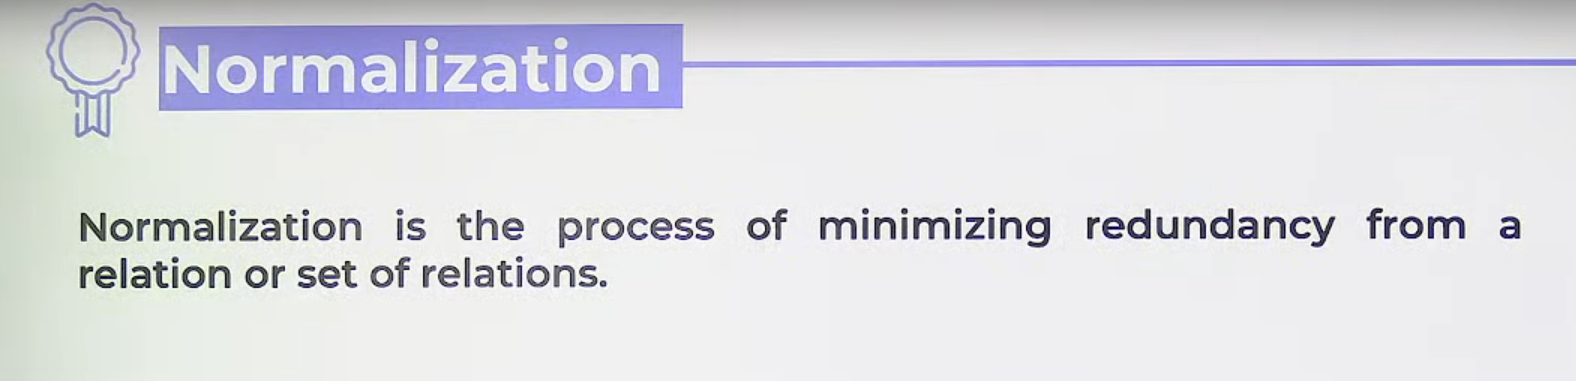 Normalization
Normalization is the process of minimizing redundancy from a
relation or set of relations.